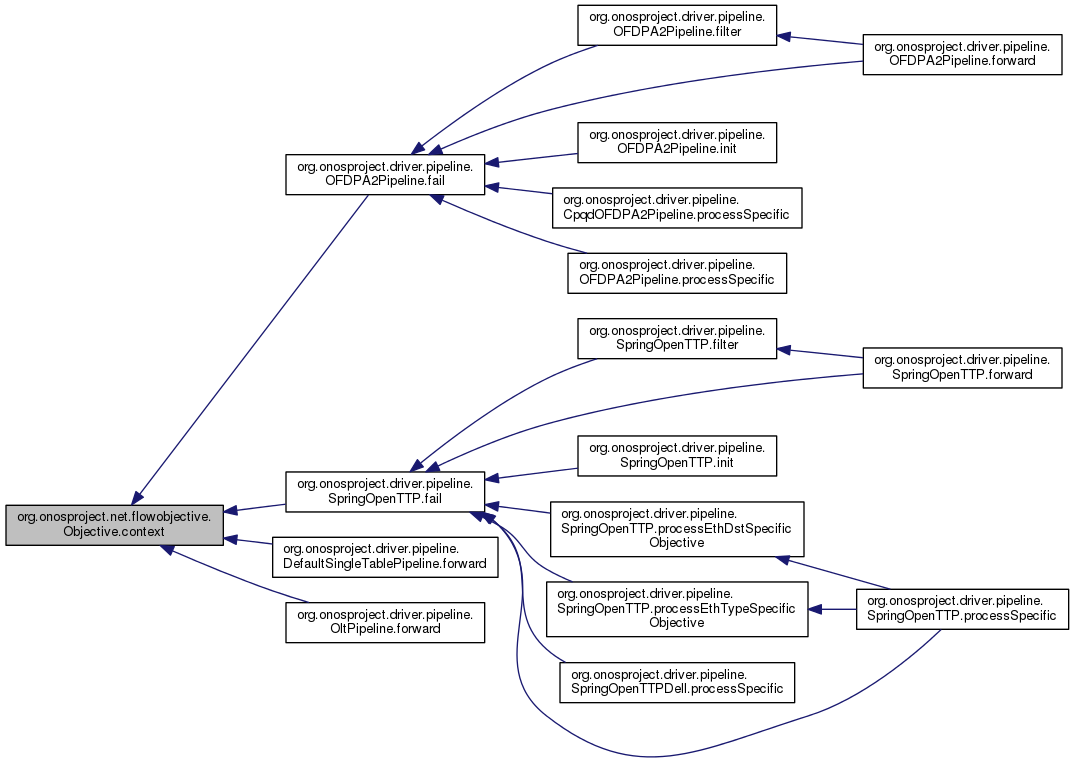 org.onosproject.driver.pipeline.
OFDPA2Pipeline.filter
org.onosproject.driver.pipeline.
OFDPA2Pipeline.forward
org.onosproject.driver.pipeline.
OFDPA2Pipeline.init
org.onosproject.driver.pipeline.
OFDPA2Pipeline.fail
org.onosproject.driver.pipeline.
CpqdOFDPA2Pipeline.processSpecific
org.onosproject.driver.pipeline.
OFDPA2Pipeline.processSpecific
org.onosproject.driver.pipeline.
SpringOpenTTP.filter
org.onosproject.driver.pipeline.
SpringOpenTTP.forward
org.onosproject.driver.pipeline.
SpringOpenTTP.init
org.onosproject.driver.pipeline.
SpringOpenTTP.fail
org.onosproject.net.flowobjective.
Objective.context
org.onosproject.driver.pipeline.
SpringOpenTTP.processEthDstSpecific
Objective
org.onosproject.driver.pipeline.
DefaultSingleTablePipeline.forward
org.onosproject.driver.pipeline.
SpringOpenTTP.processEthTypeSpecific
Objective
org.onosproject.driver.pipeline.
SpringOpenTTP.processSpecific
org.onosproject.driver.pipeline.
OltPipeline.forward
org.onosproject.driver.pipeline.
SpringOpenTTPDell.processSpecific